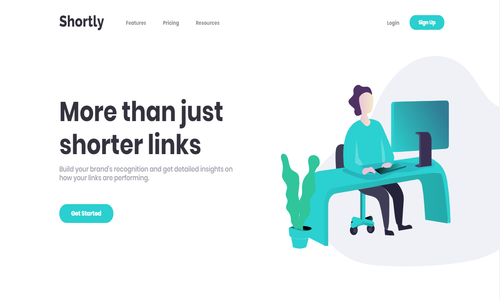 Shortly
Features Pricing Resources
Login Sign Up
More than just
shorter links
Build your brand's recognition and get detailed insights on
how your links are performing.
Get Started